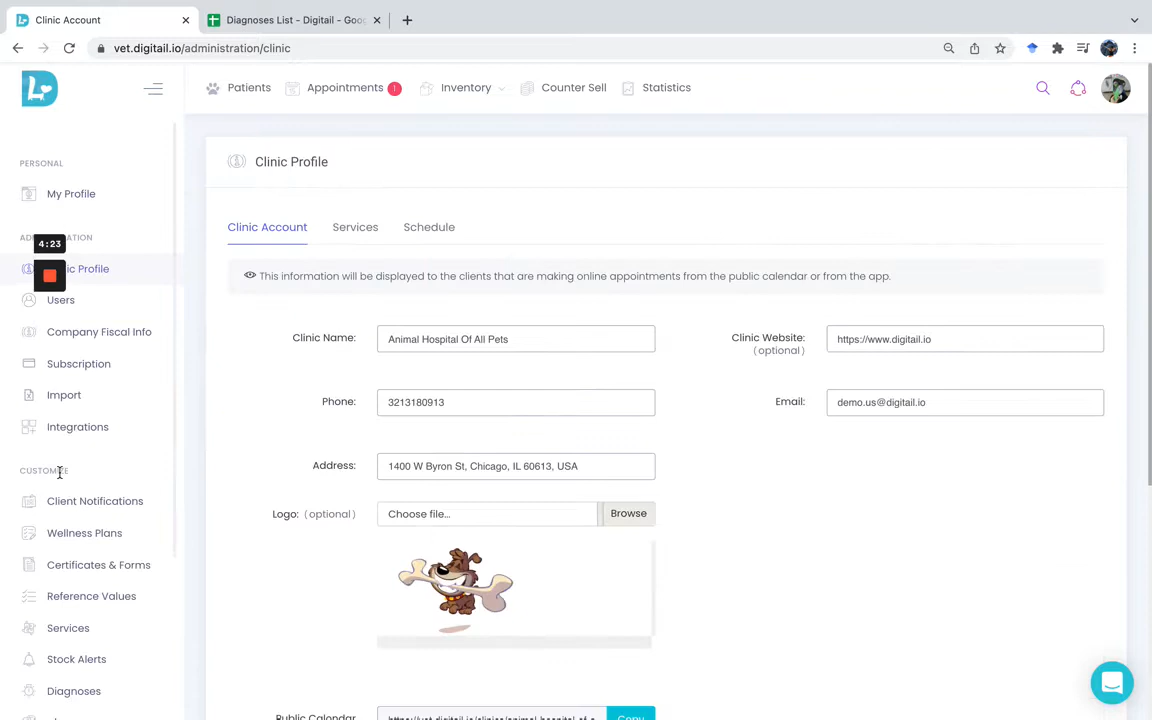 Clinic Account
Diagnoses List - Digitail - Goog
vet.digitail.io/administration/clinic
Patients
Appointments
1
Inventory
Counter Sell
Statistics
PERSONAL
My Profile
4:23
Clinic Profile
Users
Company Fiscal Info
Subscription
Import
Integrations
CUSTOMIZE
Client Notifications
Wellness Plans
Certificates & Forms
Reference Values
Services
Stock Alerts
Diagnoses
Clinic Profile
Clinic Account
Services
Schedule
This information will be displayed to the clients that are making online appointments from the public calendar or from the app.
Clinic Name:
Animal Hospital Of All Pets
Clinic Website:
(optional)
https://www.digitail.io
Phone:
3213180913
Email:
demo.us@digitail.io
Address:
1400 W Byron St, Chicago, IL 60613, USA
Logo: (optional)
Choose file...
Browse
Public Calendar
https://vet.digitail.io/clinics/animal-hospital-of-a
Copy